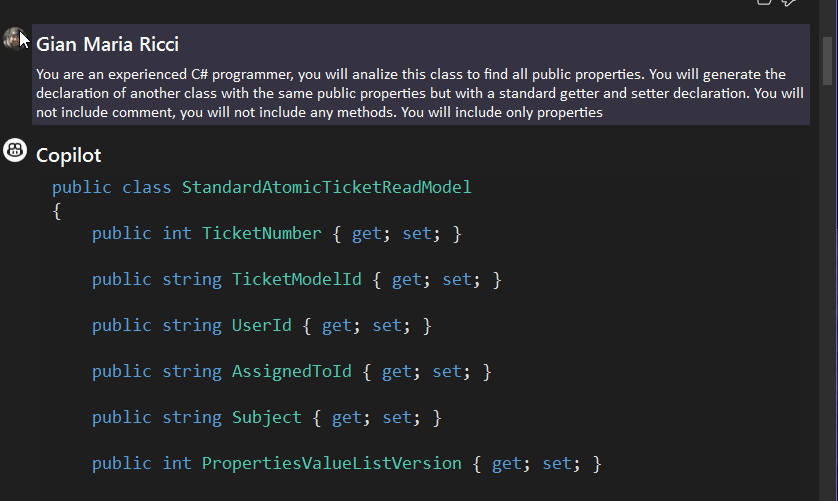 Gian Maria Ricci
You are an experienced C# programmer, you will analize this class to find all public properties. You will generate the
declaration of another class with the same public properties but with a standard getter and setter declaration. You will
not include comment, you will not include any methods. You will include only properties
Copilot
public class StandardAtomicTicketReadModel
{
public int TicketNumber { get; set; }
public string TicketModelId { get; set; }
public string UserId { get; set; }
public string AssignedToId { get; set; }
public string Subject { get; set; }
public int PropertiesValueListVersion { get; set; }